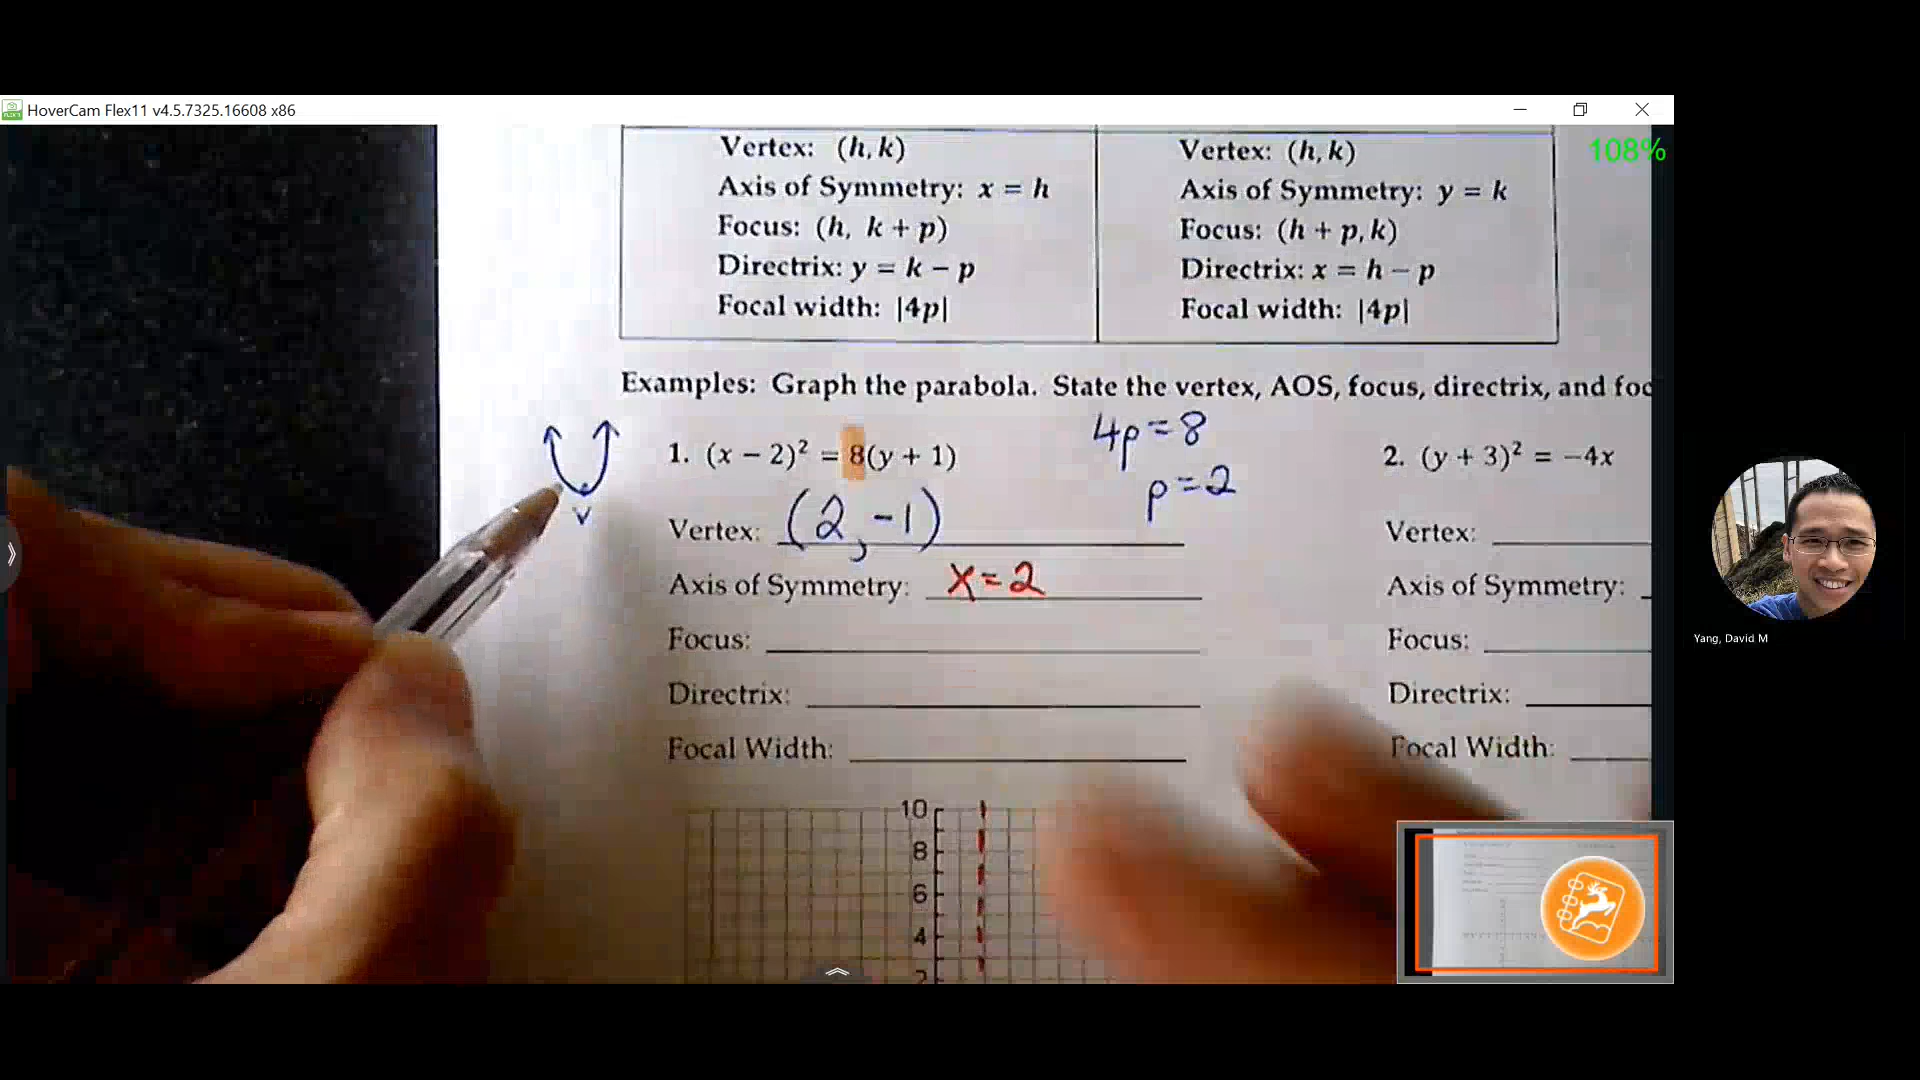 HoverCam Flex11 v4.5.7325.16608 x86
108%
Vertex: (h, k)
Axis of Symmetry: x = h
Focus: (h, k + p)
Directrix: y = k − p
Focal width: |4p|
Vertex: (h, k)
Axis of Symmetry: y = k
Focus: (h + p, k)
Directrix: x = h − p
Focal width: |4p|
Examples: Graph the parabola. State the vertex, AOS, focus, directrix, and foc
1. (x − 2)² = 8(y + 1)
4p = 8
p = 2
V
Vertex: (2, -1)
Axis of Symmetry: x = 2
Focus:
Directrix:
Focal Width:
10
8
6
4
2
2. (y + 3)² = −4x
Vertex:
Axis of Symmetry:
Focus:
Directrix:
Focal Width:
Yang, David M